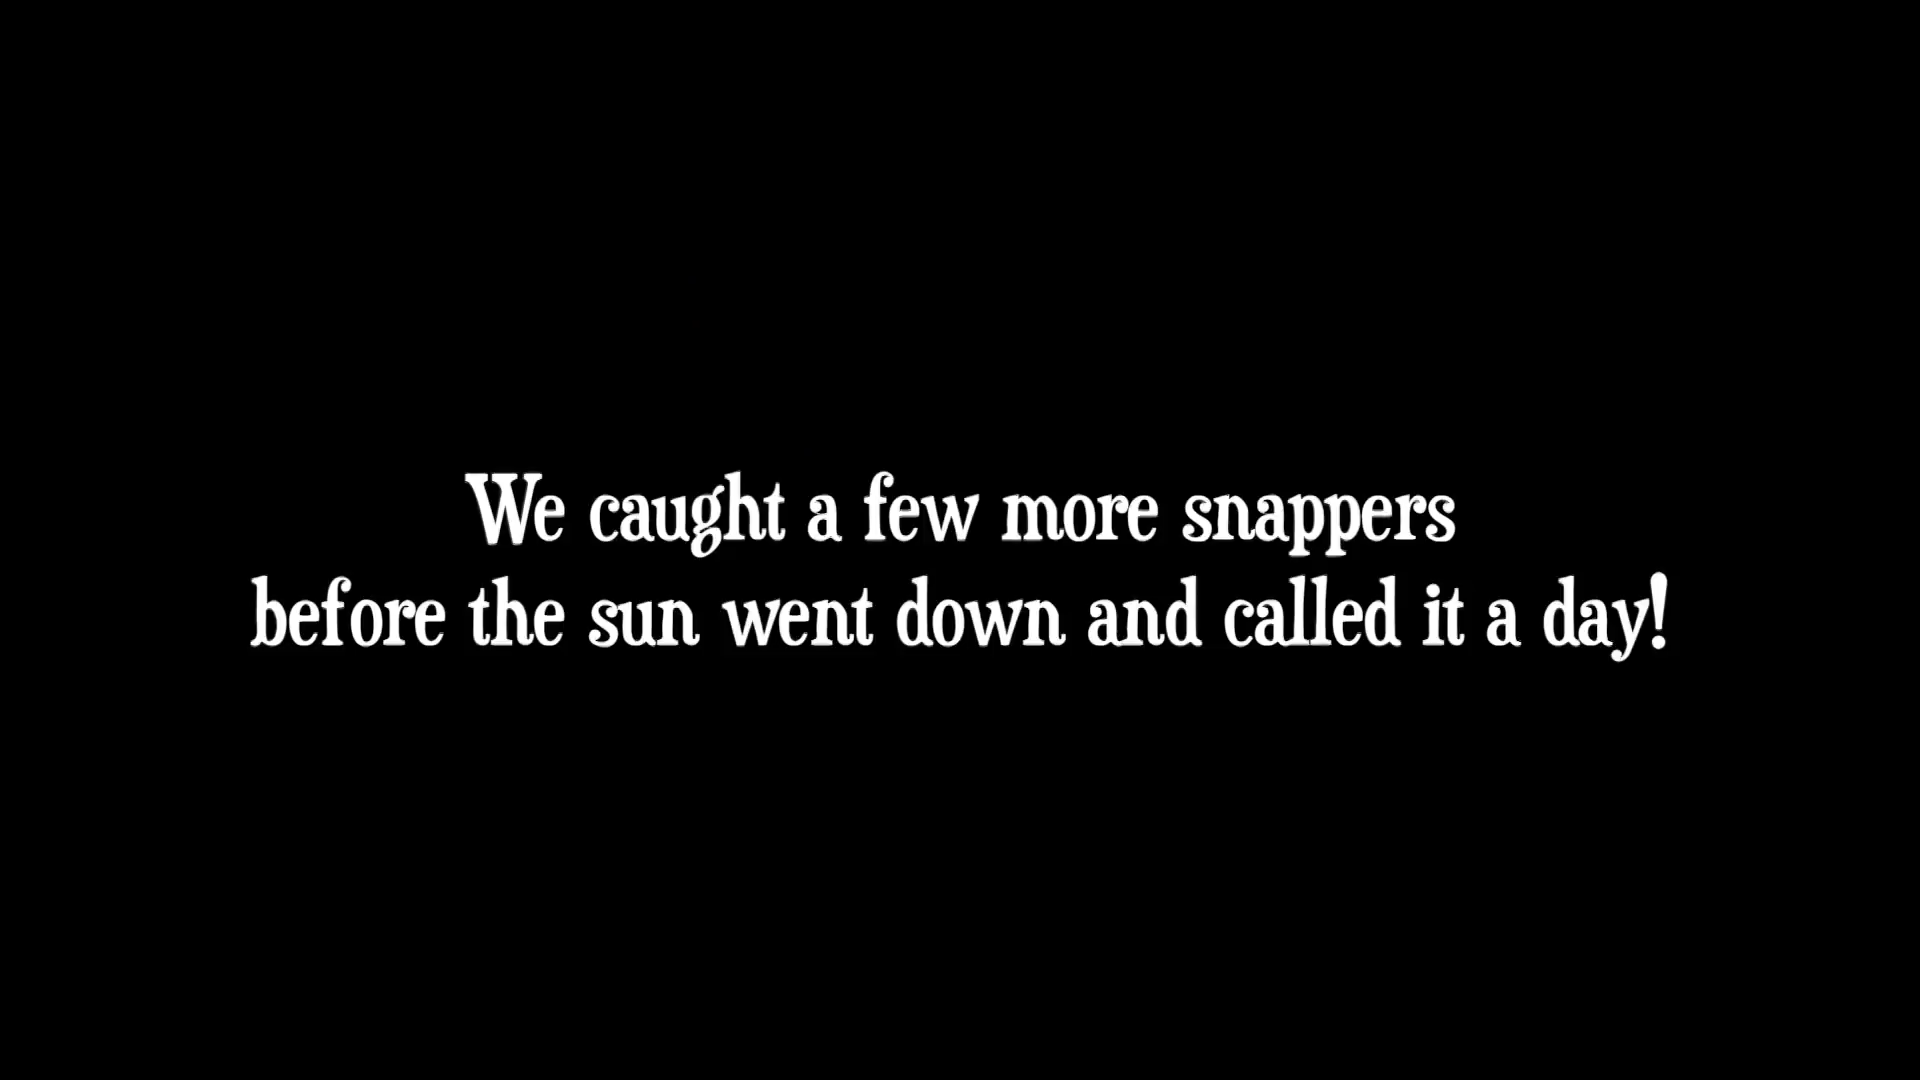 We caught a few more snappers
before the sun went down and called it a day!